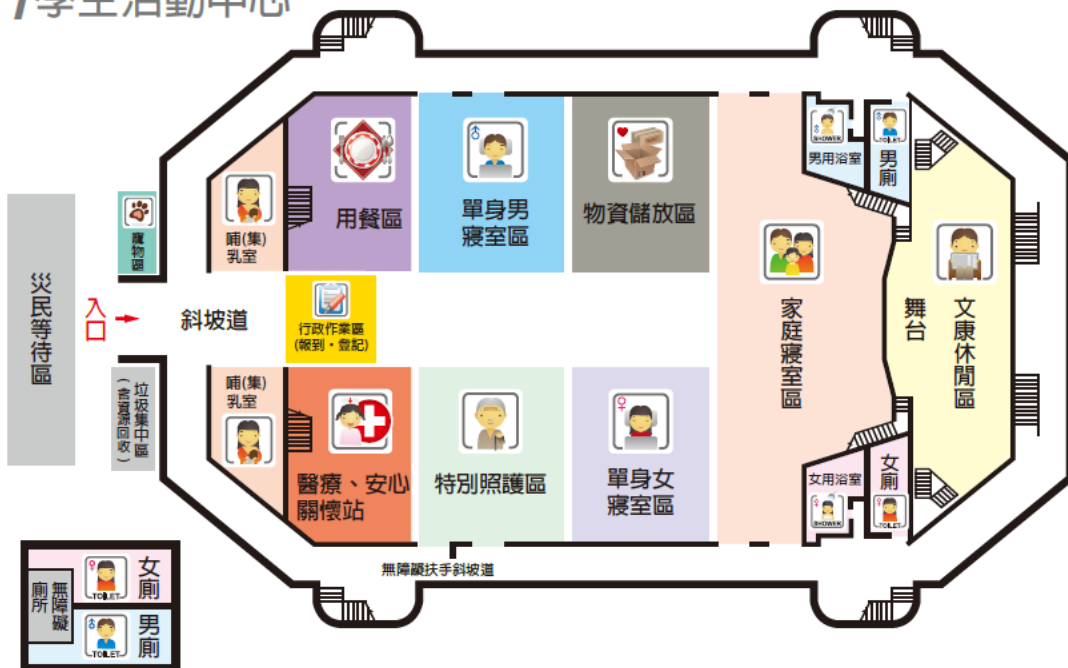 學生活動中心
災民等待區
寵物區
入口
斜坡道
垃圾集中區
(含資源回收)
哺(集)
乳室
用餐區
單身男
寢室區
物資儲放區
行政作業區
(報到・登記)
哺(集)
乳室
醫療、安心
關懷站
特別照護區
單身女
寢室區
家庭寢室區
SHOWER
男用浴室
TOILET
男廁
舞台
文康休閒區
女用浴室
SHOWER
女廁
TOILET
無障礙扶手斜坡道
無障礙
廁所
女廁
TOILET
男廁
TOILET